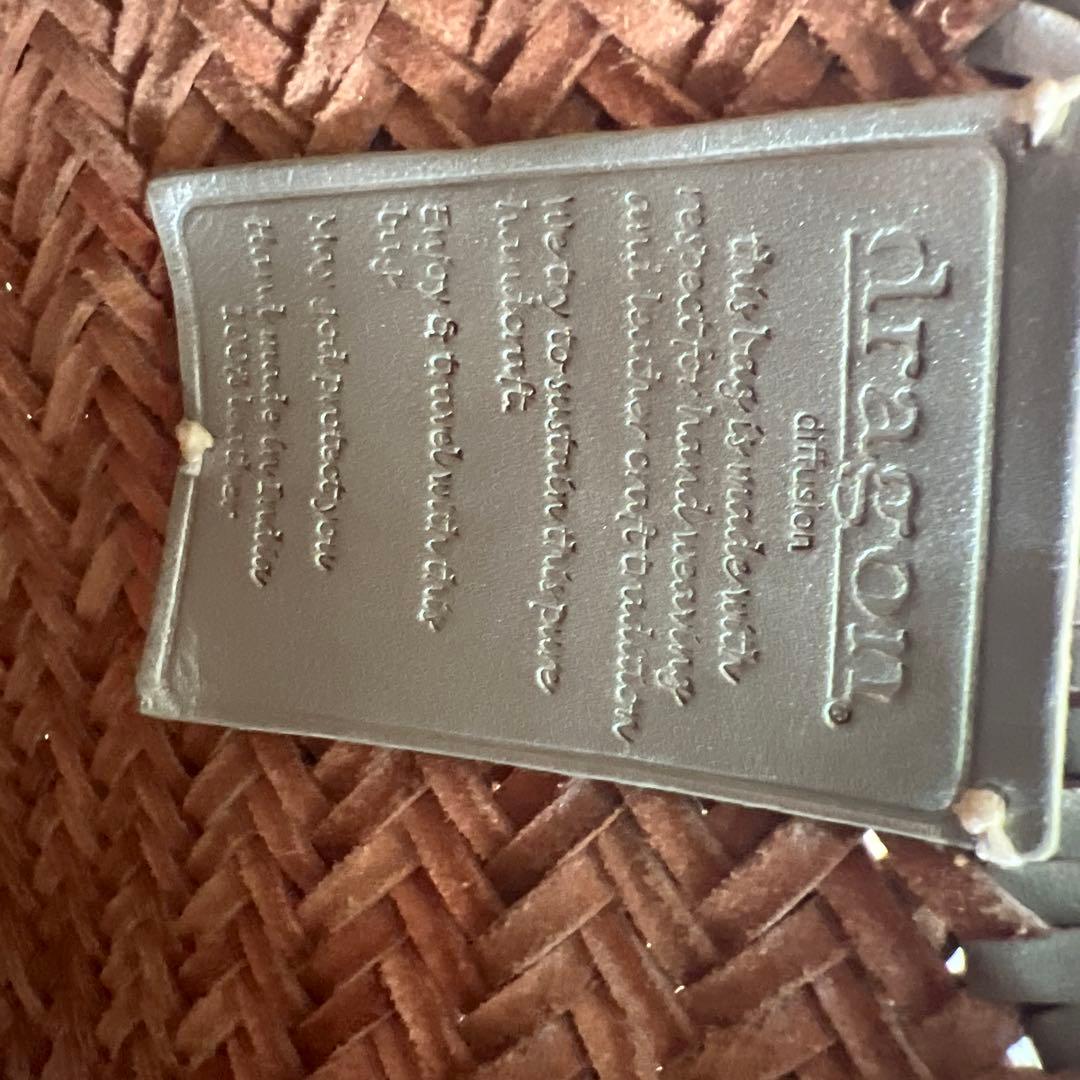 dragon®
diffusion
this bag is made with
respect for hand weaving
and leather craft tradition
We try to sustain this pure
handcraft
Enjoy & travel with this
bag
May god protect you
hand made in India
100% leather